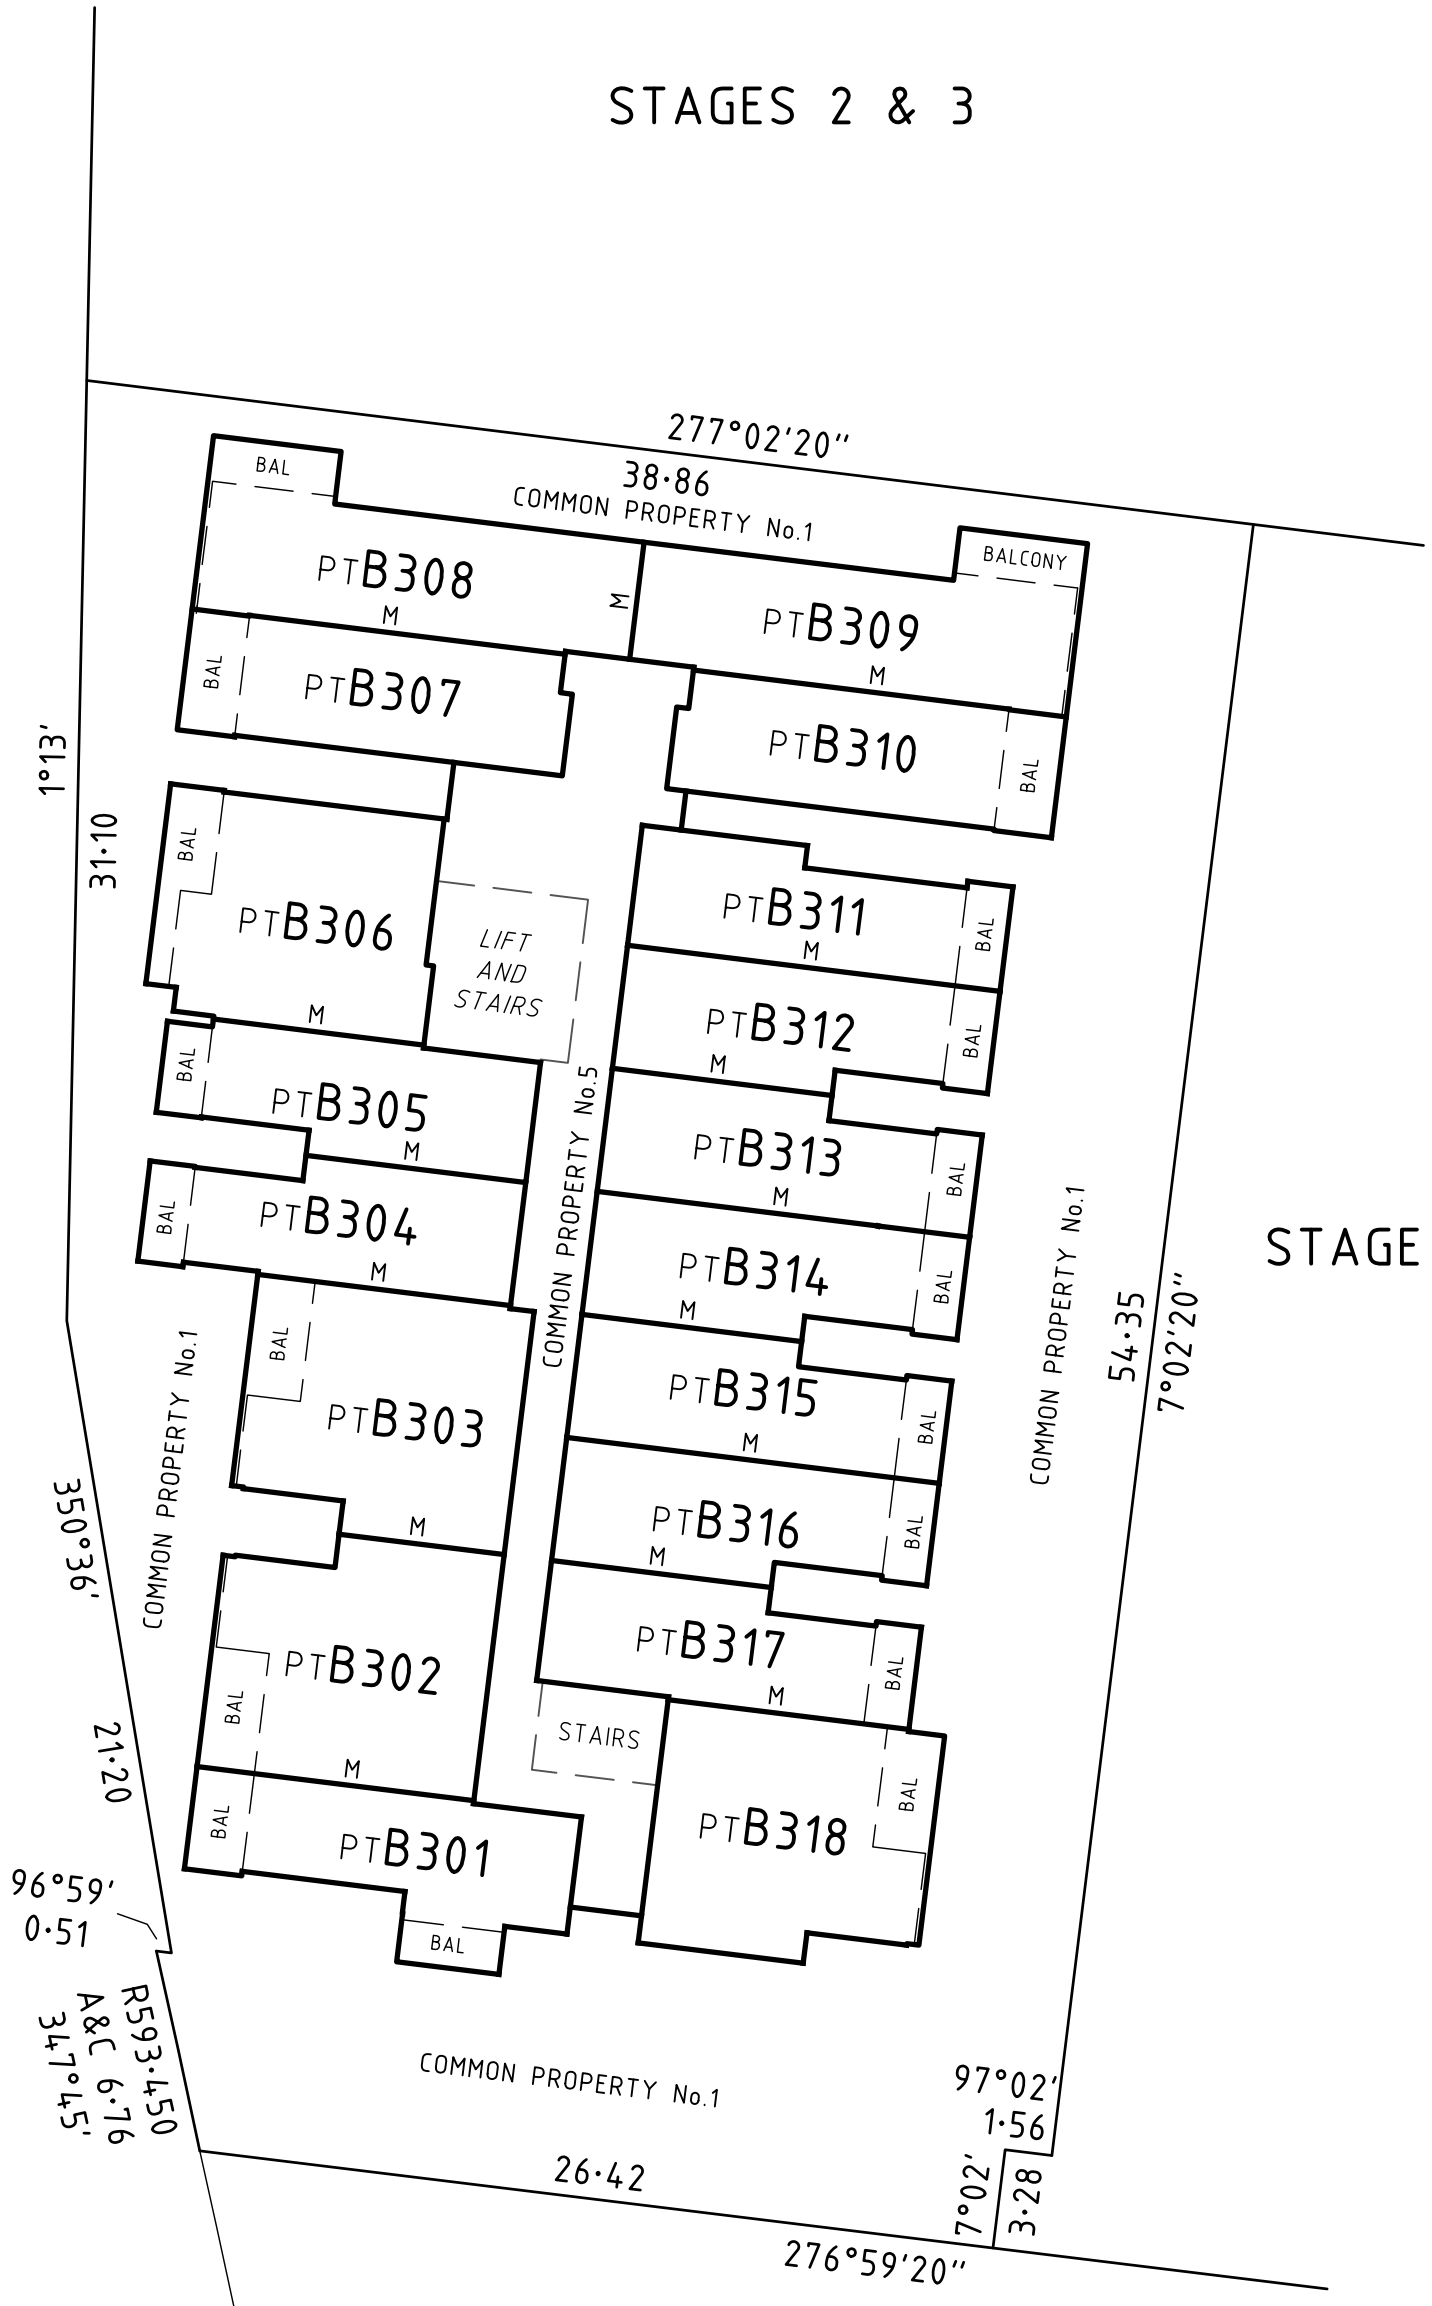 STAGES 2 & 3
277°02'20"
38·86
COMMON PROPERTY No.1
BAL
BALCONY
PTB308
M
M
PTB309
M
BAL
PTB307
PTB310
BAL
1°13'
31·10
BAL
PTB306
M
LIFT
AND
STAIRS
PTB311
M
BAL
PTB312
M
BAL
BAL
PTB305
M
COMMON PROPERTY No.5
PTB313
M
BAL
BAL
PTB304
M
PTB314
M
BAL
COMMON PROPERTY No.1
54·35
7°02'20"
STAGE
COMMON PROPERTY No.1
BAL
PTB303
M
PTB315
M
BAL
350°36'
21·20
PTB316
M
BAL
PTB302
BAL
M
PTB317
M
BAL
STAIRS
BAL
PTB301
BAL
PTB318
BAL
96°59'
0·51
R593·450
A&C 6·76
347°45'
COMMON PROPERTY No.1
97°02'
1·56
26·42
7°02'
3·28
276°59'20"